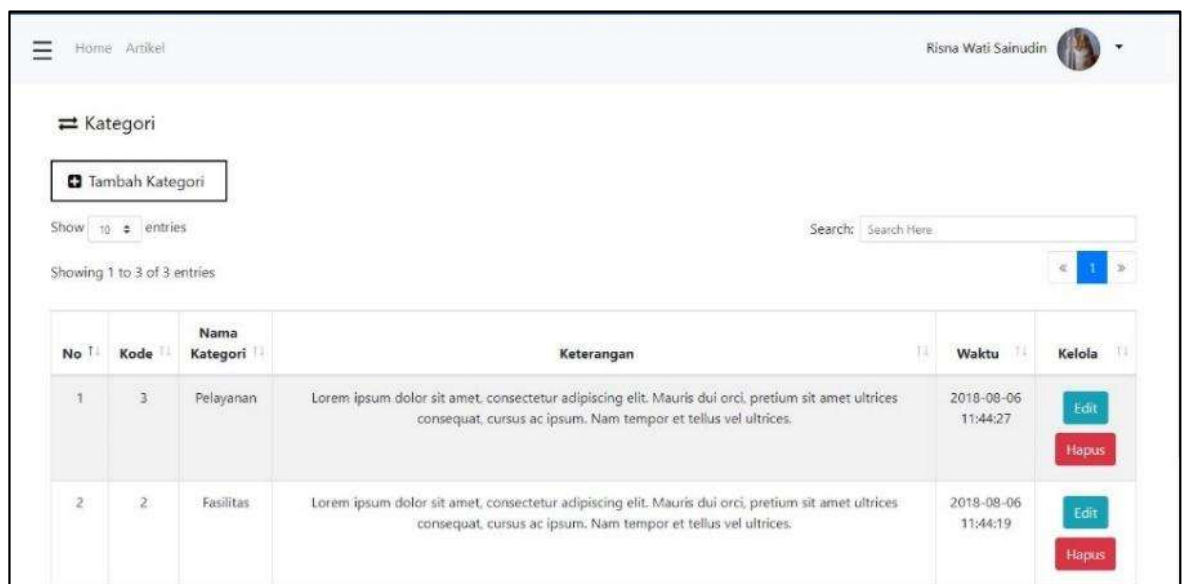 Home Artikel Risna Wati Sainudin
Kategori
Tambah Kategori
Show 10 entries Search: Search Here
Showing 1 to 3 of 3 entries « 1 »
Nama
No Kode Kategori Keterangan Waktu Kelola
1 3 Pelayanan Lorem ipsum dolor sit amet, consectetur adipiscing elit. Mauris dui orci, pretium sit amet ultrices 2018-08-06 Edit
consequat, cursus ac ipsum. Nam tempor et tellus vel ultrices. 11:44:27
Hapus
2 2 Fasilitas Lorem ipsum dolor sit amet, consectetur adipiscing elit. Mauris dui orci, pretium sit amet ultrices 2018-08-06 Edit
consequat, cursus ac ipsum. Nam tempor et tellus vel ultrices. 11:44:19
Hapus